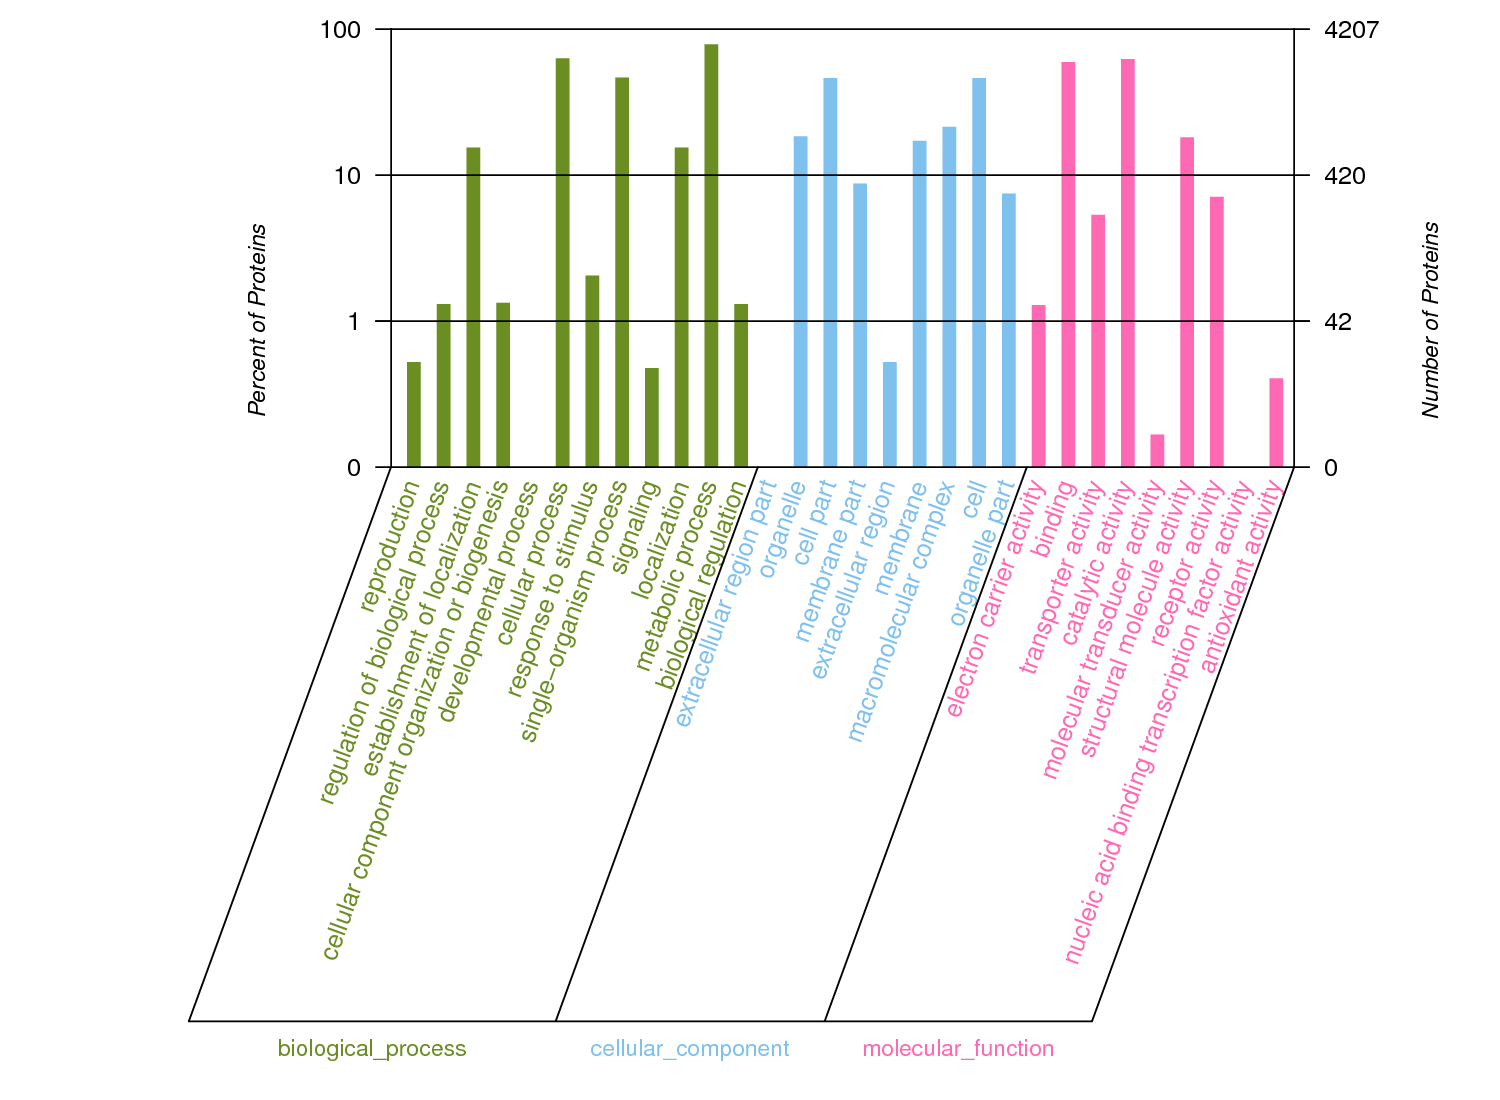 100
10
1
0
4207
420
42
0
Percent of Proteins
Number of Proteins
reproduction
regulation of biological process
establishment of localization
cellular component organization or biogenesis
developmental process
cellular process
response to stimulus
single−organism process
signaling
localization
metabolic process
biological regulation
extracellular region part
organelle
cell part
membrane part
extracellular region
membrane
macromolecular complex
cell
organelle part
electron carrier activity
binding
transporter activity
catalytic activity
molecular transducer activity
structural molecule activity
receptor activity
nucleic acid binding transcription factor activity
antioxidant activity
biological_process
cellular_component
molecular_function